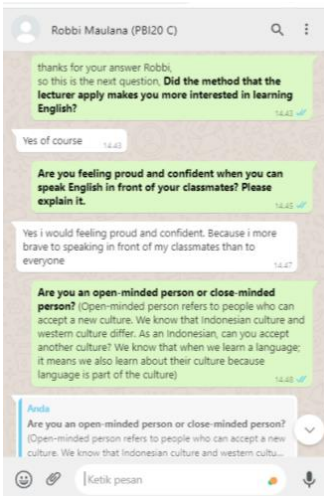 Robbi Maulana (PBI20 C)
thanks for your answer Robbi,
so this is the next question, Did the method that the
lecturer apply makes you more interested in learning
English?
14.43
Yes of course
14.43
Are you feeling proud and confident when you can
speak English in front of your classmates? Please
explain it.
14.45
Yes i would feeling proud and confident. Because i more
brave to speaking in front of my classmates than to
everyone
14.47
Are you an open-minded person or close-minded
person? (Open-minded person refers to people who can
accept a new culture. We know that Indonesian culture and
western culture differ. As an Indonesian, can you accept
another culture? We know that when we learn a language;
it means we also learn about their culture because
language is part of the culture)
14.48
Anda
Are you an open-minded person or close-minded person?
(Open-minded person refers to people who can accept a new
culture. We know that Indonesian culture and western cultu...
Ketik pesan